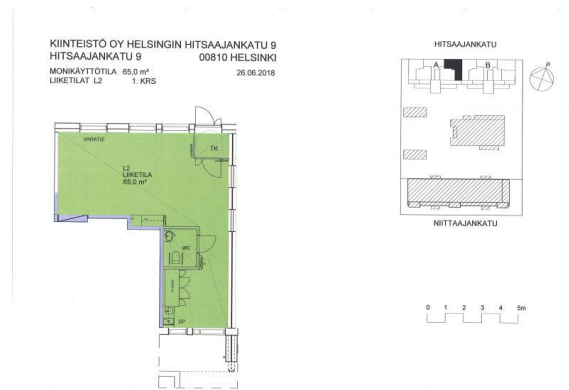 KIINTEISTÖ OY HELSINGIN HITSAAJANKATU 9
HITSAAJANKATU 9 00810 HELSINKI
MONIKÄYTTÖTILA 65,0 m² 26.06.2018
LIIKETILAT L2 1. KRS
HITSAAJANKATU
A B
P
NIITTAAJANKATU
VARATIE
TK
L2
LIIKETILA
65,0 m²
WC
SP
0 1 2 3 4 5m